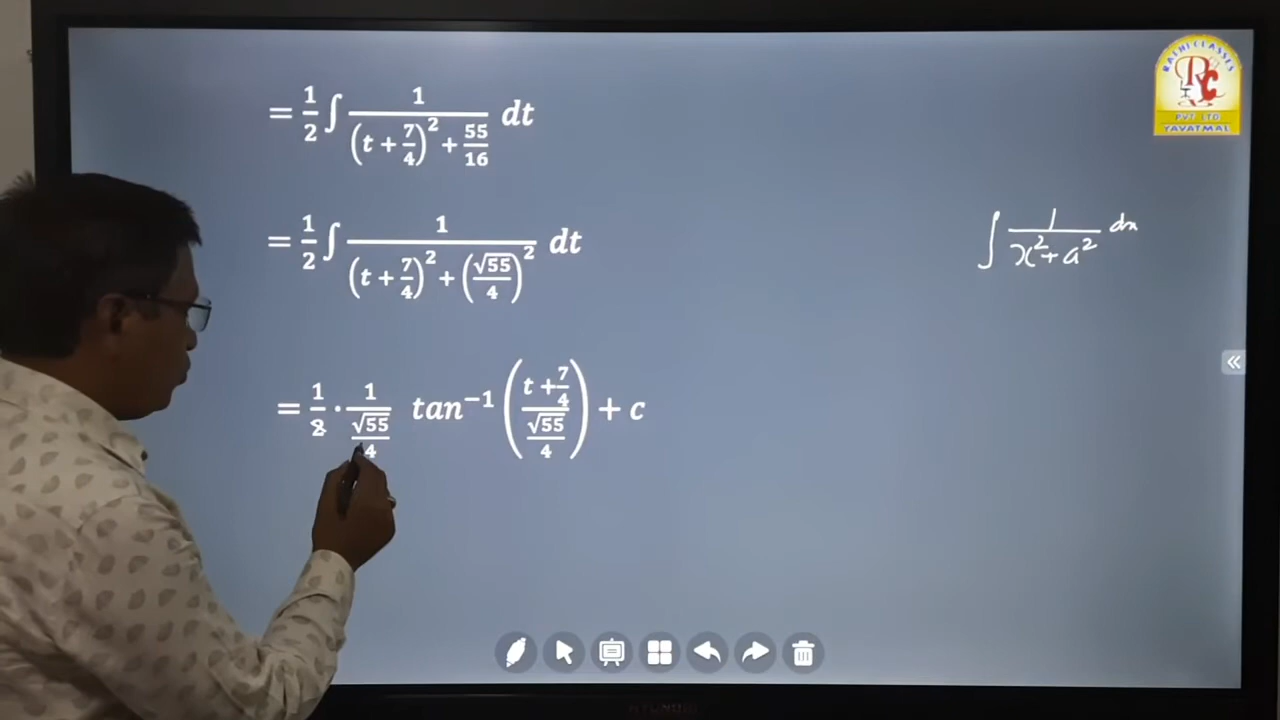 RATHI CLASSES
RC
PVT. LTD.
YAVATMAL
= 1/2 ∫ 1/((t + 7/4)² + 55/16) dt
= 1/2 ∫ 1/((t + 7/4)² + (√55/4)²) dt
∫ 1/(x² + a²) dx
= 1/2 · 1/(√55/4) tan⁻¹((t + 7/4)/(√55/4)) + c